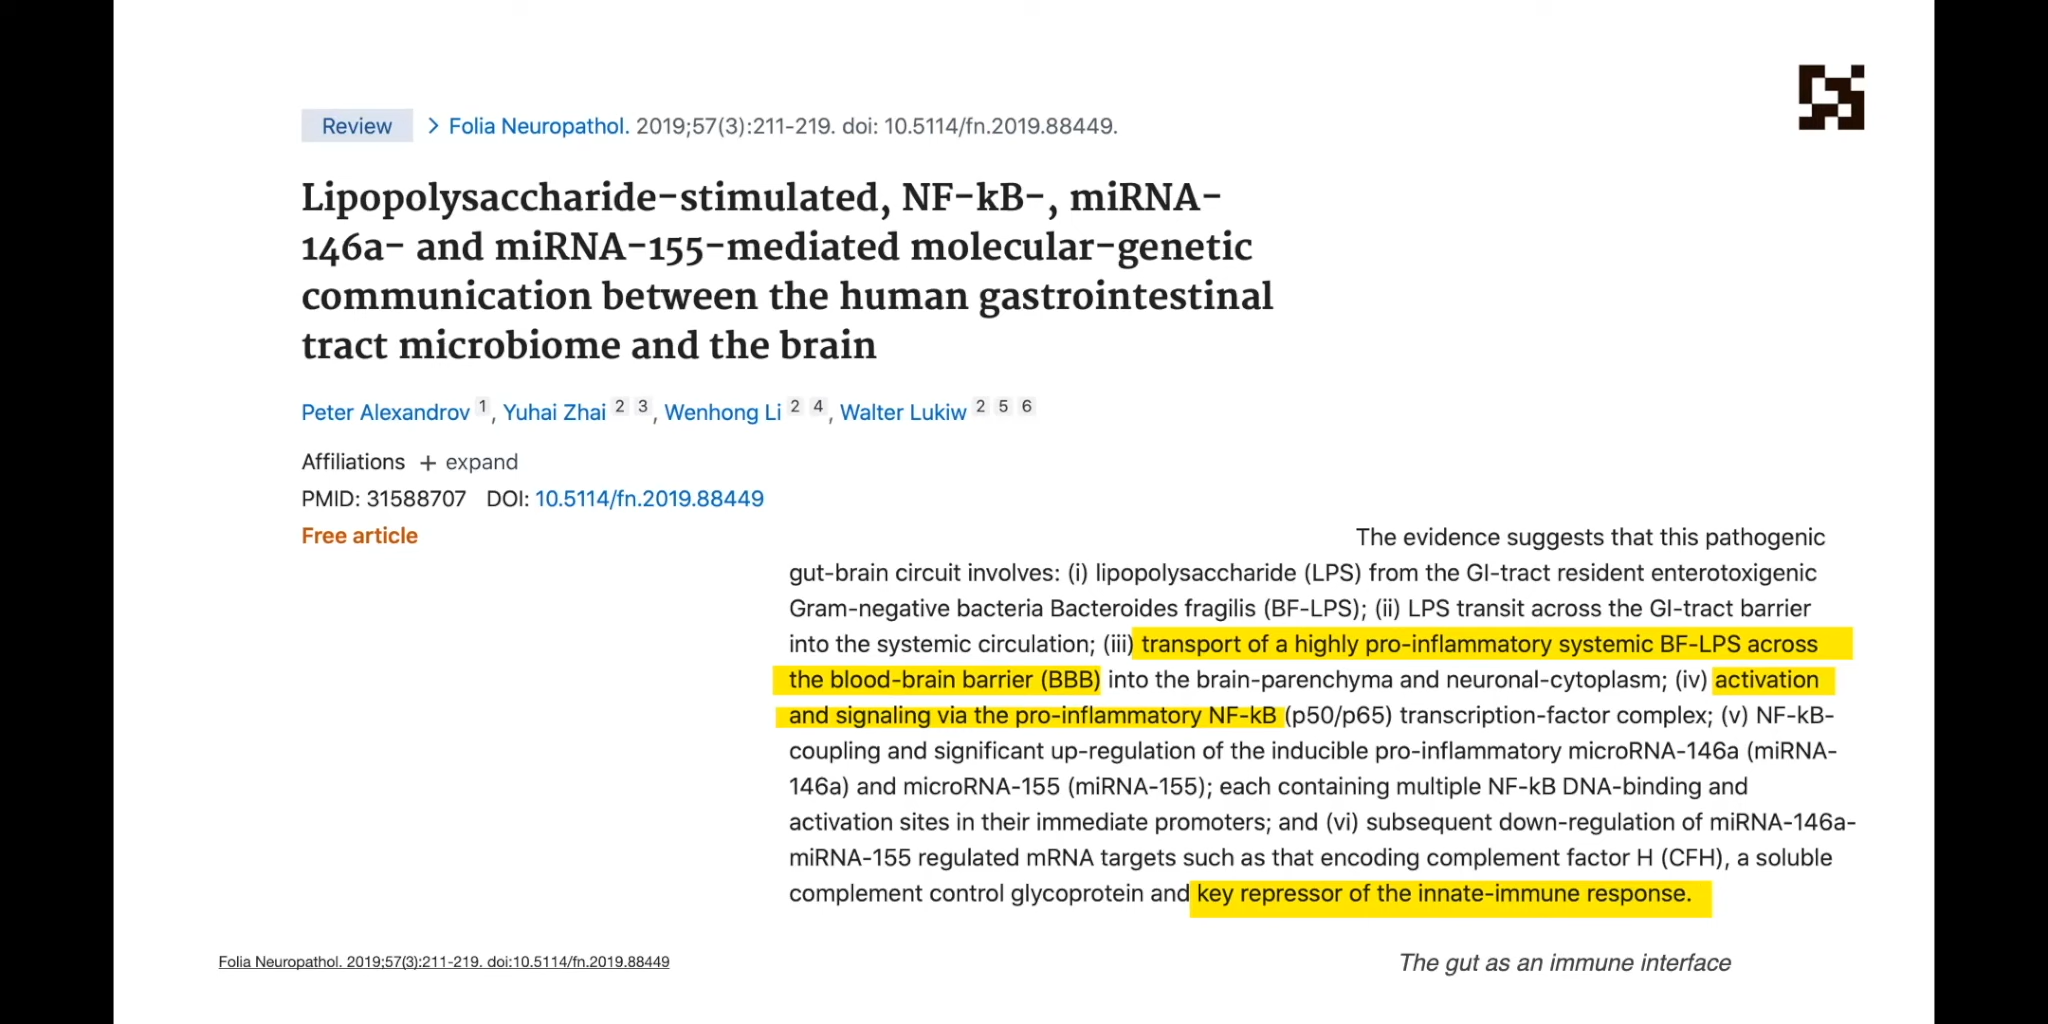 Review > Folia Neuropathol. 2019;57(3):211-219. doi: 10.5114/fn.2019.88449.
Lipopolysaccharide-stimulated, NF-kB-, miRNA-
146a- and miRNA-155-mediated molecular-genetic
communication between the human gastrointestinal
tract microbiome and the brain
Peter Alexandrov 1, Yuhai Zhai 2 3, Wenhong Li 2 4, Walter Lukiw 2 5 6
Affiliations + expand
PMID: 31588707 DOI: 10.5114/fn.2019.88449
Free article
The evidence suggests that this pathogenic
gut-brain circuit involves: (i) lipopolysaccharide (LPS) from the GI-tract resident enterotoxigenic
Gram-negative bacteria Bacteroides fragilis (BF-LPS); (ii) LPS transit across the GI-tract barrier
into the systemic circulation; (iii) transport of a highly pro-inflammatory systemic BF-LPS across
the blood-brain barrier (BBB) into the brain-parenchyma and neuronal-cytoplasm; (iv) activation
and signaling via the pro-inflammatory NF-kB (p50/p65) transcription-factor complex; (v) NF-kB-
coupling and significant up-regulation of the inducible pro-inflammatory microRNA-146a (miRNA-
146a) and microRNA-155 (miRNA-155); each containing multiple NF-kB DNA-binding and
activation sites in their immediate promoters; and (vi) subsequent down-regulation of miRNA-146a-
miRNA-155 regulated mRNA targets such as that encoding complement factor H (CFH), a soluble
complement control glycoprotein and key repressor of the innate-immune response.
Folia Neuropathol. 2019;57(3):211-219. doi:10.5114/fn.2019.88449
The gut as an immune interface